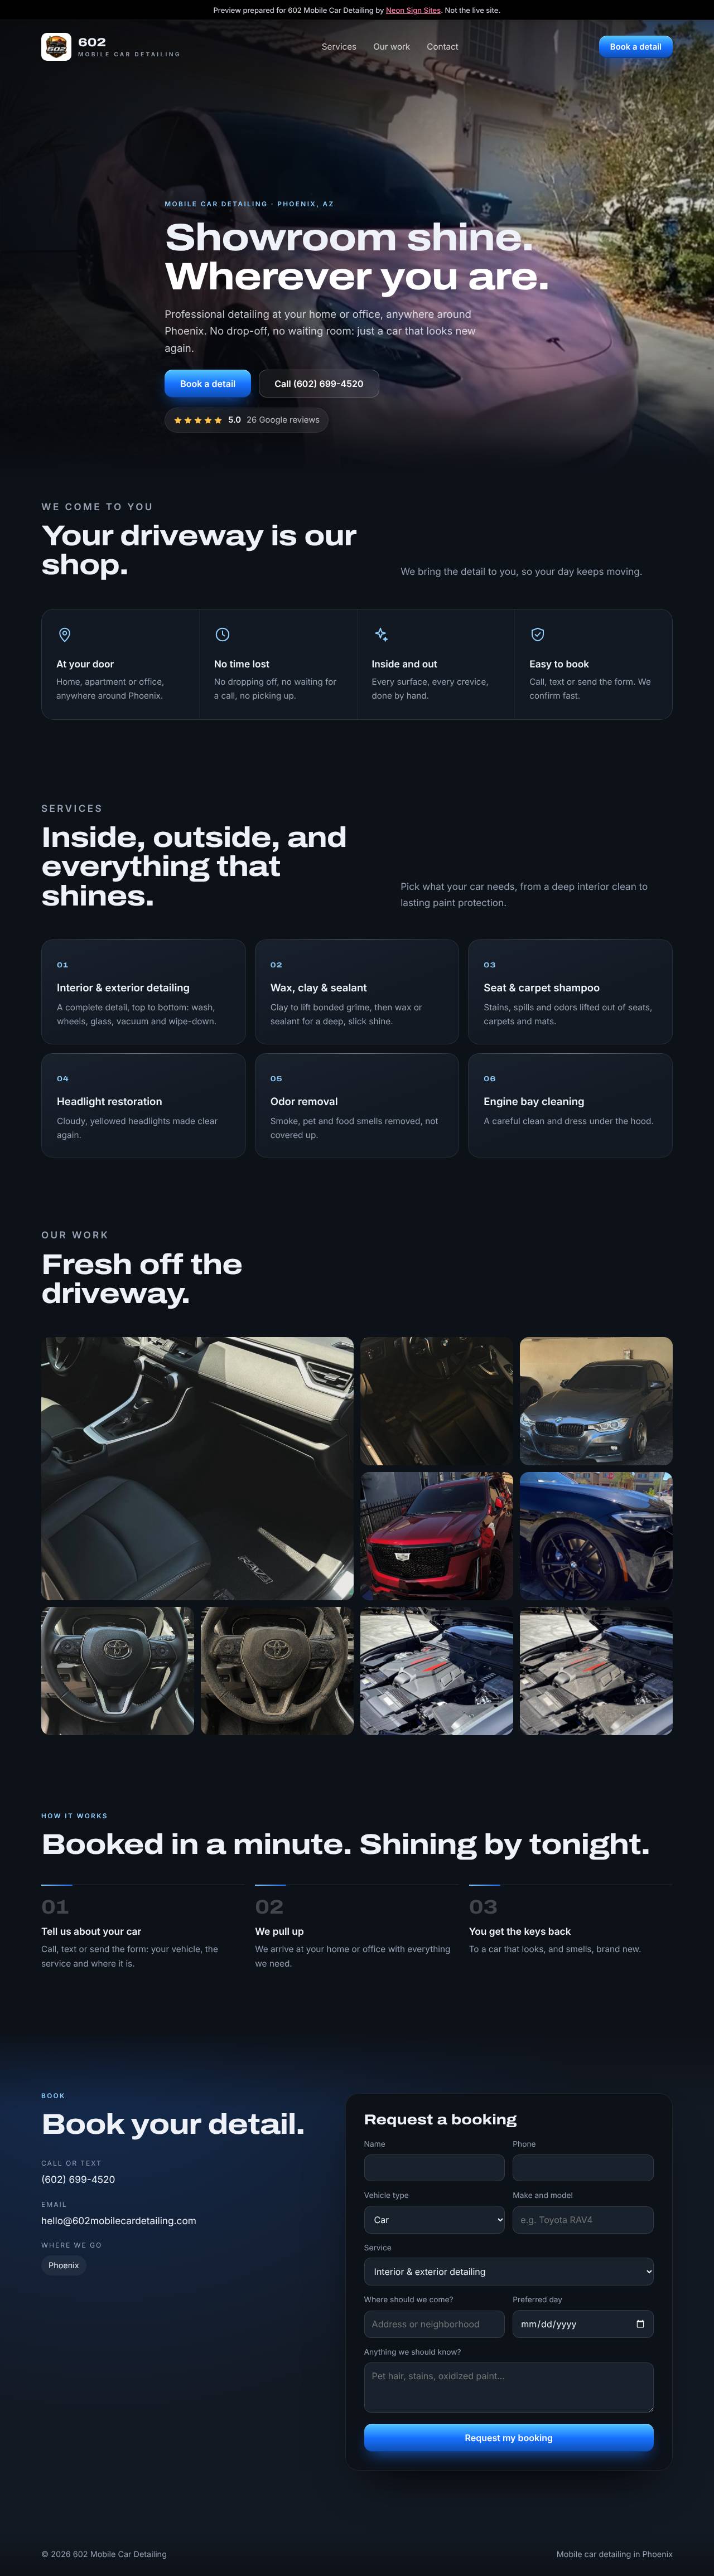 Preview prepared for 602 Mobile Car Detailing by Neon Sign Sites. Not the live site.
602
MOBILE CAR DETAILING
Services
Our work
Contact
Book a detail
MOBILE CAR DETAILING · PHOENIX, AZ
Showroom shine.
Wherever you are.
Professional detailing at your home or office, anywhere around
Phoenix. No drop-off, no waiting room: just a car that looks new
again.
Book a detail
Call (602) 699-4520
5.0 26 Google reviews
WE COME TO YOU
Your driveway is our
shop.
We bring the detail to you, so your day keeps moving.
At your door
Home, apartment or office,
anywhere around Phoenix.
No time lost
No dropping off, no waiting for
a call, no picking up.
Inside and out
Every surface, every crevice,
done by hand.
Easy to book
Call, text or send the form. We
confirm fast.
SERVICES
Inside, outside, and
everything that
shines.
Pick what your car needs, from a deep interior clean to
lasting paint protection.
01
Interior & exterior detailing
A complete detail, top to bottom: wash,
wheels, glass, vacuum and wipe-down.
02
Wax, clay & sealant
Clay to lift bonded grime, then wax or
sealant for a deep, slick shine.
03
Seat & carpet shampoo
Stains, spills and odors lifted out of seats,
carpets and mats.
04
Headlight restoration
Cloudy, yellowed headlights made clear
again.
05
Odor removal
Smoke, pet and food smells removed, not
covered up.
06
Engine bay cleaning
A careful clean and dress under the hood.
OUR WORK
Fresh off the
driveway.
RAV4
HOW IT WORKS
Booked in a minute. Shining by tonight.
01
Tell us about your car
Call, text or send the form: your vehicle, the
service and where it is.
02
We pull up
We arrive at your home or office with everything
we need.
03
You get the keys back
To a car that looks, and smells, brand new.
BOOK
Book your detail.
CALL OR TEXT
(602) 699-4520
EMAIL
hello@602mobilecardetailing.com
WHERE WE GO
Phoenix
Request a booking
Name
Phone
Vehicle type
Make and model
Car
e.g. Toyota RAV4
Service
Interior & exterior detailing
Where should we come?
Preferred day
Address or neighborhood
mm/dd/yyyy
Anything we should know?
Pet hair, stains, oxidized paint...
Request my booking
© 2026 602 Mobile Car Detailing
Mobile car detailing in Phoenix